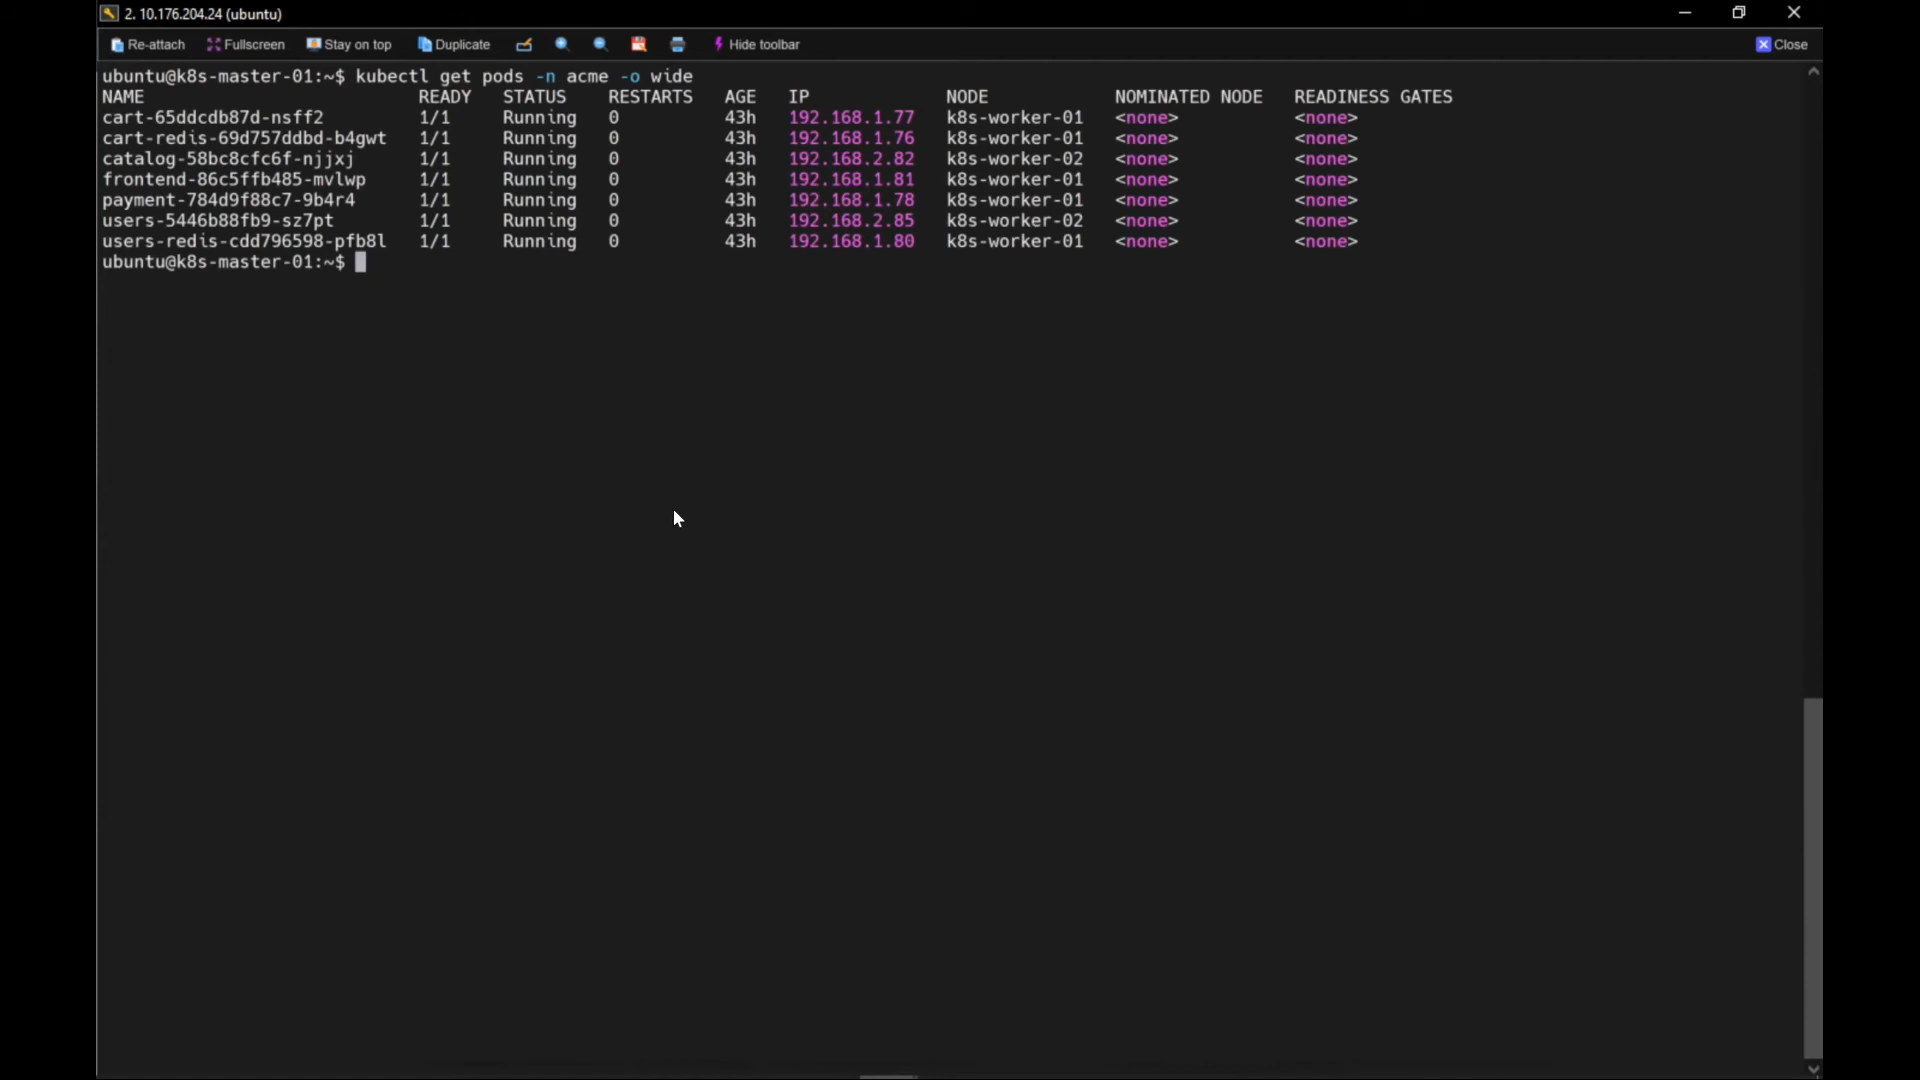 2. 10.176.204.24 (ubuntu)
Re-attach Fullscreen Stay on top Duplicate Hide toolbar Close
ubuntu@k8s-master-01:~$ kubectl get pods -n acme -o wide
NAME READY STATUS RESTARTS AGE IP NODE NOMINATED NODE READINESS GATES
cart-65ddcdb87d-nsff2 1/1 Running 0 43h 192.168.1.77 k8s-worker-01 <none> <none>
cart-redis-69d757ddbd-b4gwt 1/1 Running 0 43h 192.168.1.76 k8s-worker-01 <none> <none>
catalog-58bc8cfc6f-njjxj 1/1 Running 0 43h 192.168.2.82 k8s-worker-02 <none> <none>
frontend-86c5ffb485-mvlwp 1/1 Running 0 43h 192.168.1.81 k8s-worker-01 <none> <none>
payment-784d9f88c7-9b4r4 1/1 Running 0 43h 192.168.1.78 k8s-worker-01 <none> <none>
users-5446b88fb9-sz7pt 1/1 Running 0 43h 192.168.2.85 k8s-worker-02 <none> <none>
users-redis-cdd796598-pfb8l 1/1 Running 0 43h 192.168.1.80 k8s-worker-01 <none> <none>
ubuntu@k8s-master-01:~$